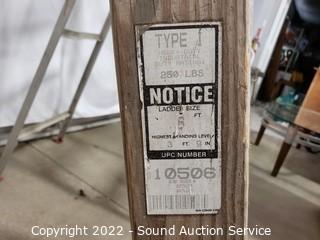 TYPE I
250 LBS
NOTICE
LADDER SIZE
6 FT
HIGHEST STANDING LEVEL
3 FT 9 IN
UPC NUMBER
10506
Copyright 2022 - Sound Auction Service